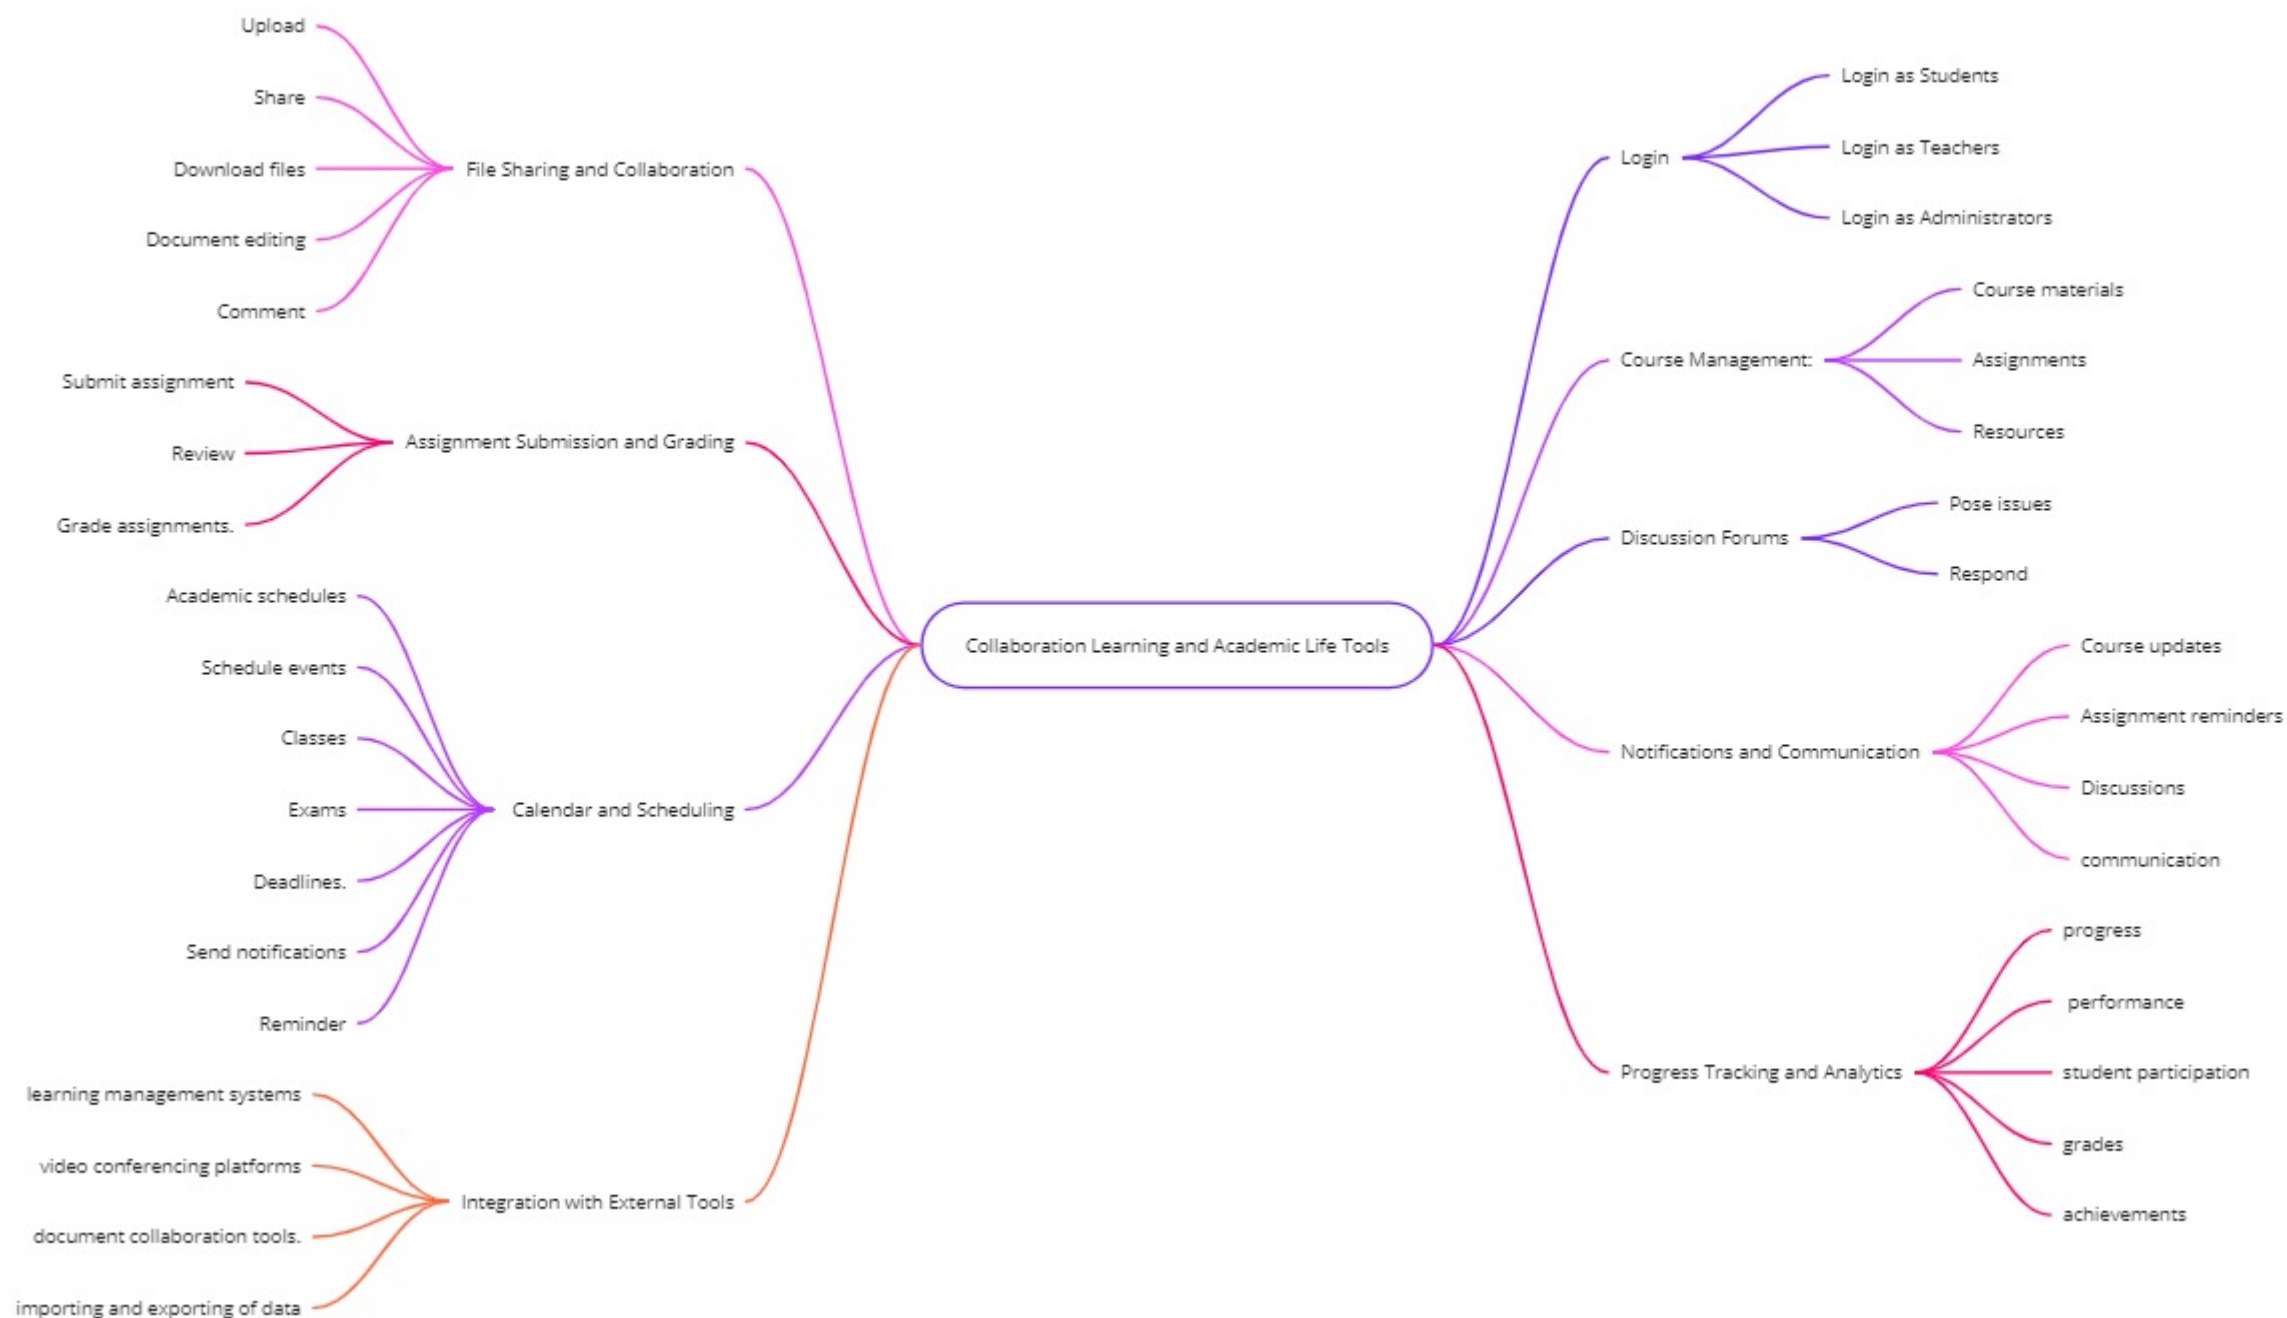 Collaboration Learning and Academic Life Tools
File Sharing and Collaboration
Upload
Share
Download files
Document editing
Comment
Assignment Submission and Grading
Submit assignment
Review
Grade assignments.
Calendar and Scheduling
Academic schedules
Schedule events
Classes
Exams
Deadlines.
Send notifications
Reminder
Integration with External Tools
learning management systems
video conferencing platforms
document collaboration tools.
importing and exporting of data
Login
Login as Students
Login as Teachers
Login as Administrators
Course Management:
Course materials
Assignments
Resources
Discussion Forums
Pose issues
Respond
Notifications and Communication
Course updates
Assignment reminders
Discussions
communication
Progress Tracking and Analytics
progress
performance
student participation
grades
achievements